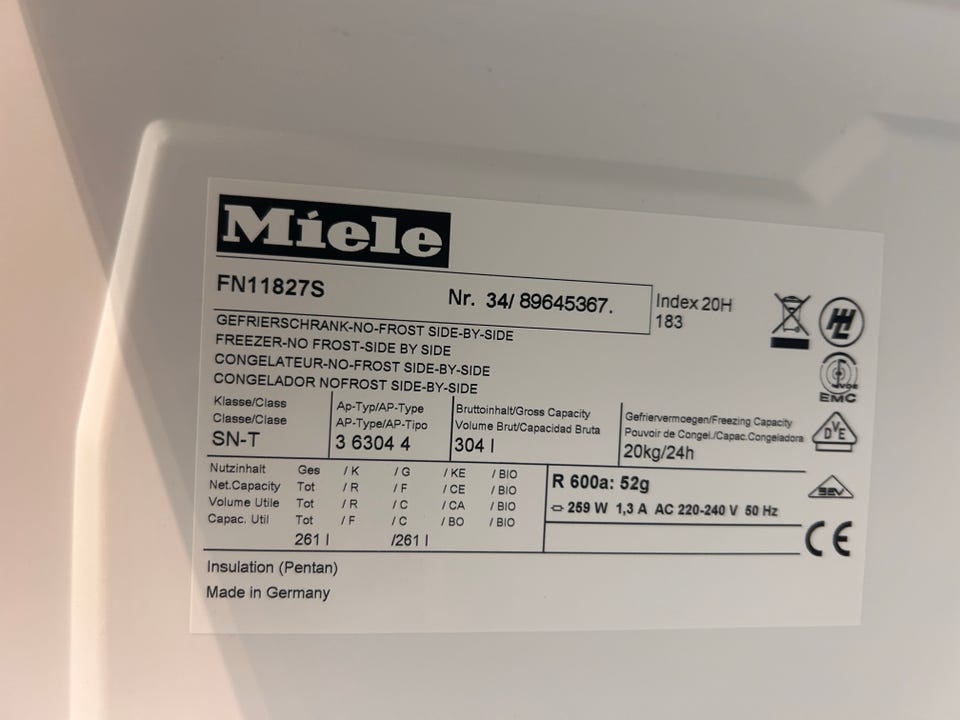 Miele
FN11827S
Nr. 34/ 89645367.
Index 20H
183
GEFRIERSCHRANK-NO-FROST SIDE-BY-SIDE
FREEZER-NO FROST-SIDE BY SIDE
CONGELATEUR-NO-FROST SIDE-BY-SIDE
CONGELADOR NOFROST SIDE-BY-SIDE
Klasse/Class
Classe/Clase
SN-T
Ap-Typ/AP-Type
AP-Type/AP-Tipo
3 6304 4
Bruttoinhalt/Gross Capacity
Volume Brut/Capacidad Bruta
304 l
Gefriervermoegen/Freezing Capacity
Pouvoir de Congel./Capac.Congeladora
20kg/24h
Nutzinhalt Ges / K / G / KE / BIO
Net.Capacity Tot / R / F / CE / BIO
Volume Utile Tot / R / C / CA / BIO
Capac. Util Tot / F / C / BO / BIO
261 l /261 l
R 600a: 52g
259 W 1,3 A AC 220-240 V 50 Hz
Insulation (Pentan)
Made in Germany
VDE
EMC
DVE
SEV
CE